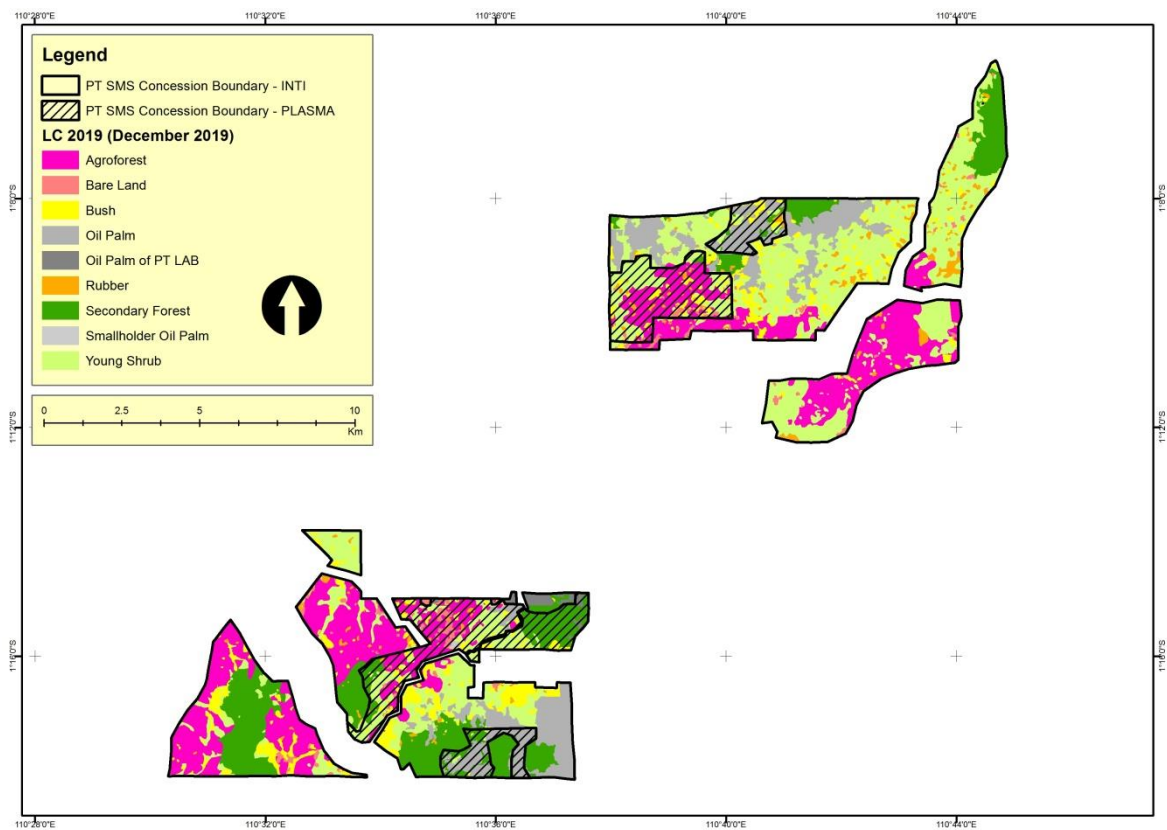 110°28'0"E 110°32'0"E 110°36'0"E 110°40'0"E 110°44'0"E
Legend
PT SMS Concession Boundary - INTI
PT SMS Concession Boundary - PLASMA
LC 2019 (December 2019)
Agroforest
Bare Land
Bush
Oil Palm
Oil Palm of PT LAB
Rubber
Secondary Forest
Smallholder Oil Palm
Young Shrub
0 2.5 5 10
Km
1°8'0"S 1°8'0"S
1°12'0"S 1°12'0"S
1°16'0"S 1°16'0"S
110°28'0"E 110°32'0"E 110°36'0"E 110°40'0"E 110°44'0"E